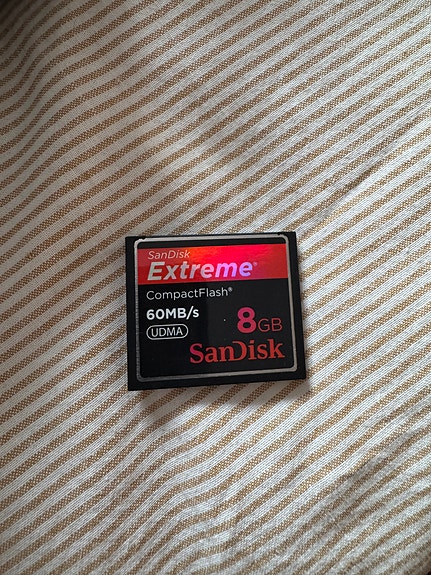 SanDisk
Extreme®
CompactFlash®
60MB/s
UDMA
8GB
SanDisk